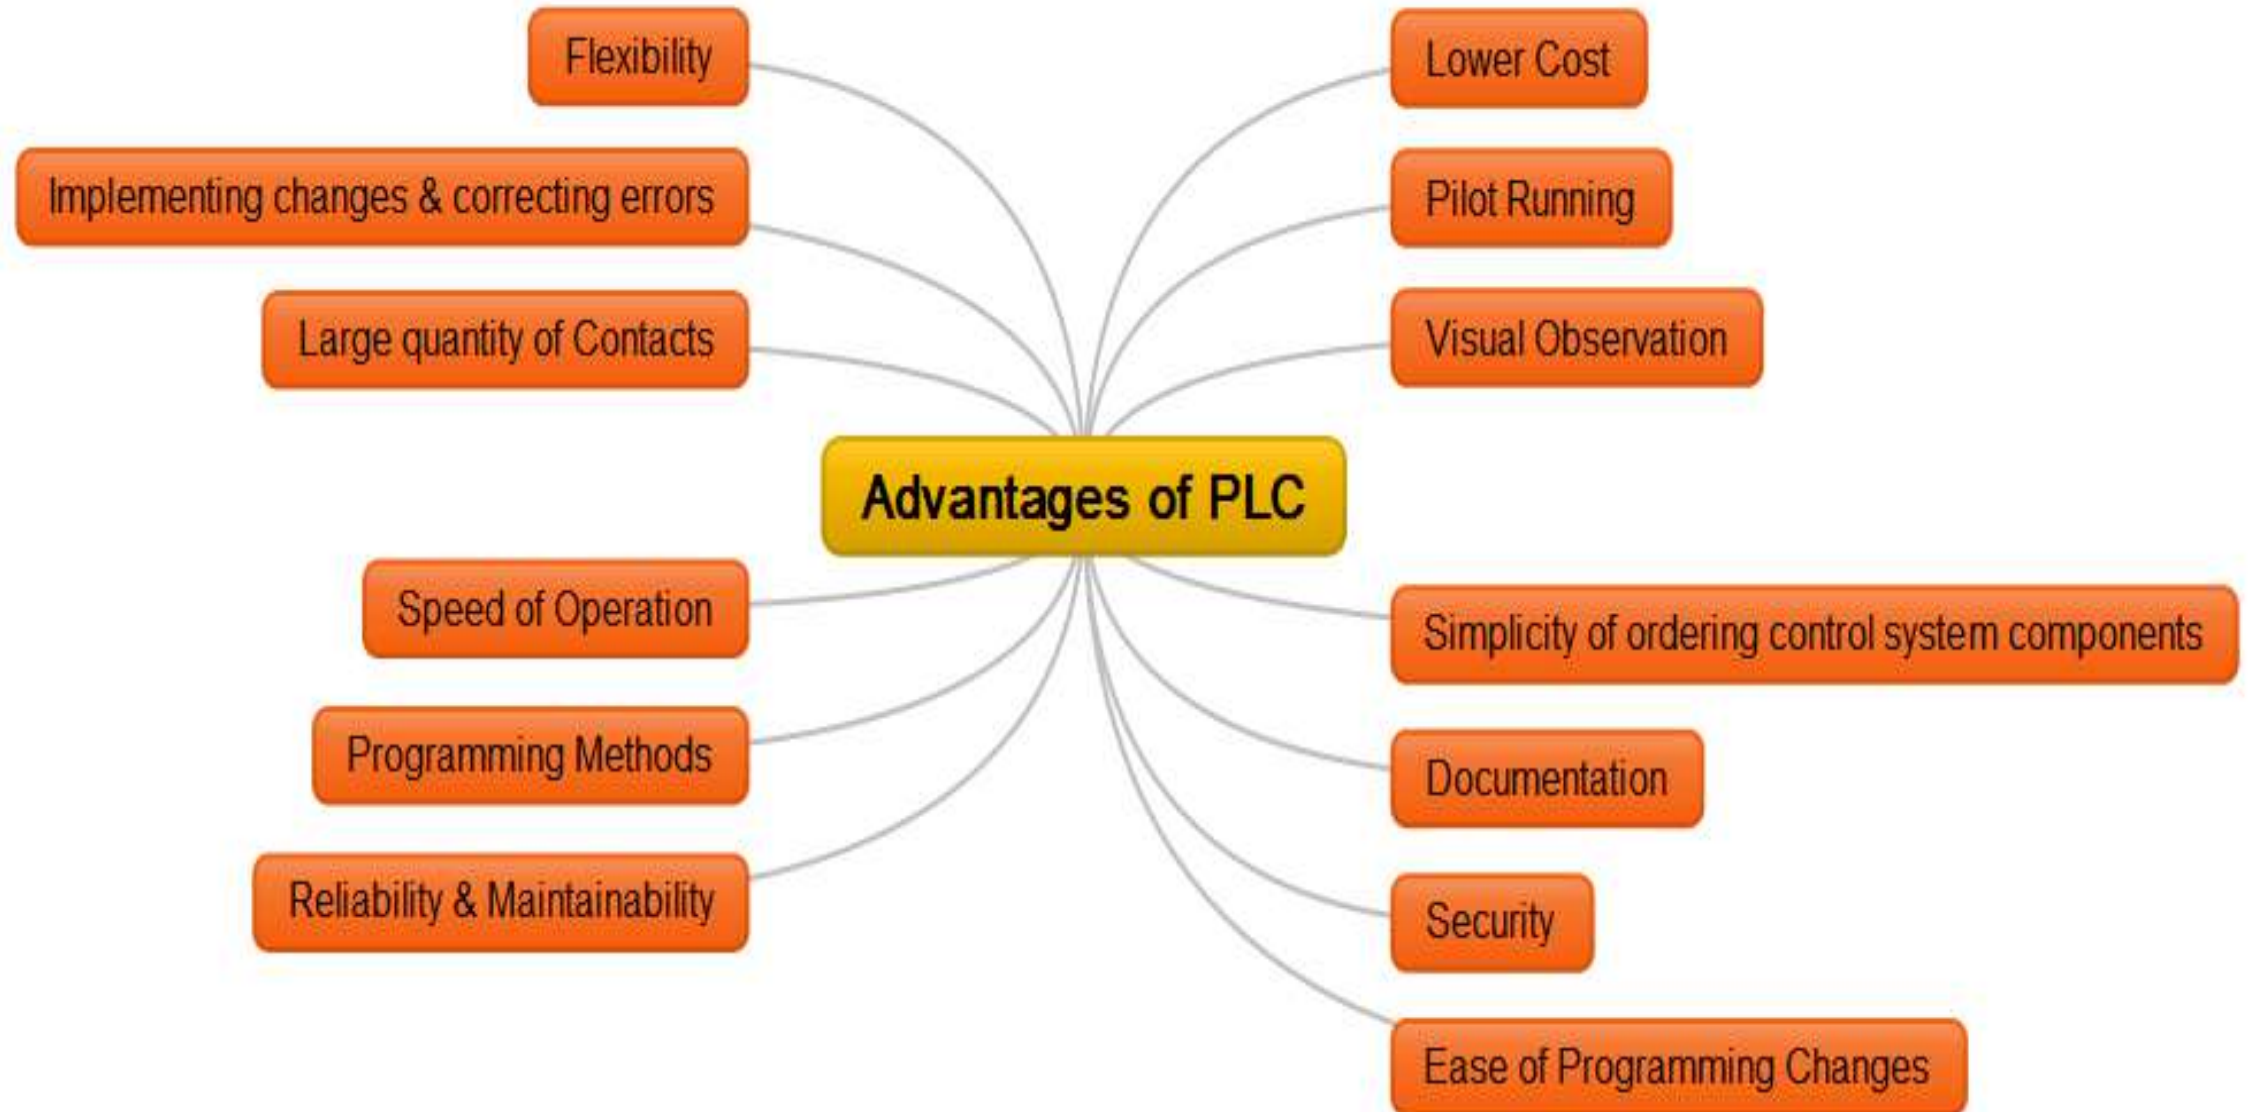 Flexibility
Implementing changes & correcting errors
Large quantity of Contacts
Lower Cost
Pilot Running
Visual Observation
Advantages of PLC
Speed of Operation
Programming Methods
Reliability & Maintainability
Simplicity of ordering control system components
Documentation
Security
Ease of Programming Changes